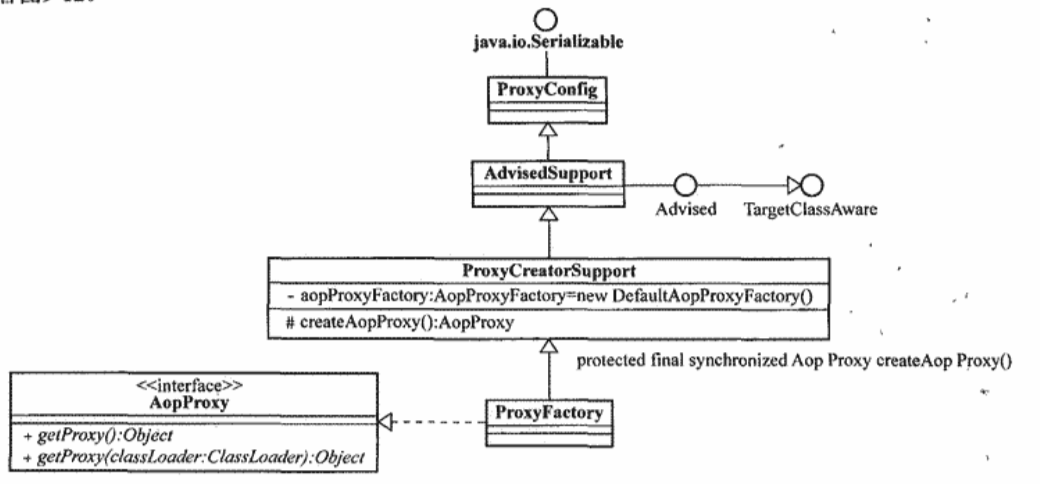 java.io.Serializable
ProxyConfig
AdvisedSupport
Advised
TargetClassAware
ProxyCreatorSupport
- aopProxyFactory:AopProxyFactory=new DefaultAopProxyFactory()
# createAopProxy():AopProxy
protected final synchronized Aop Proxy createAop Proxy()
<<interface>>
AopProxy
+ getProxy():Object
+ getProxy(classLoader:ClassLoader):Object
ProxyFactory